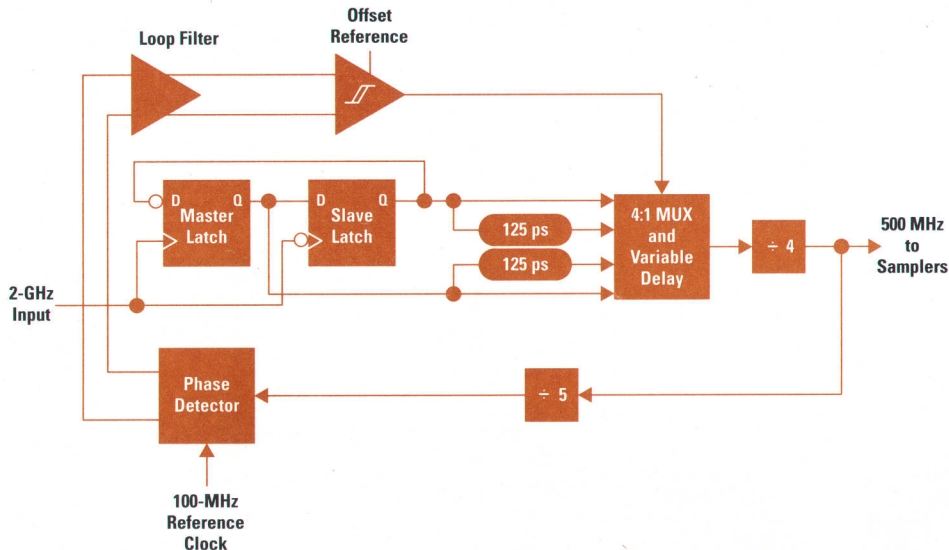 Offset
Reference
Loop Filter
D
Q
Master
Latch
D
Q
Slave
Latch
125 ps
125 ps
4:1 MUX
and
Variable
Delay
÷ 4
500 MHz
to
Samplers
2-GHz
Input
Phase
Detector
÷ 5
100-MHz
Reference
Clock